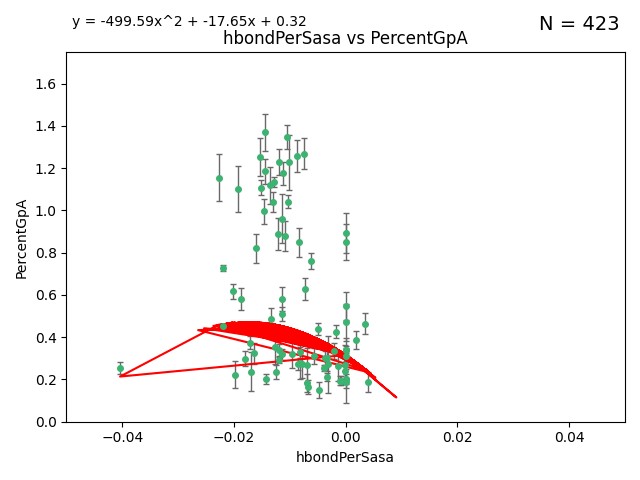 y = -499.59x^2 + -17.65x + 0.32
N = 423
hbondPerSasa vs PercentGpA
PercentGpA
1.6
1.4
1.2
1.0
0.8
0.6
0.4
0.2
0.0
−0.04 −0.02 0.00 0.02 0.04
hbondPerSasa